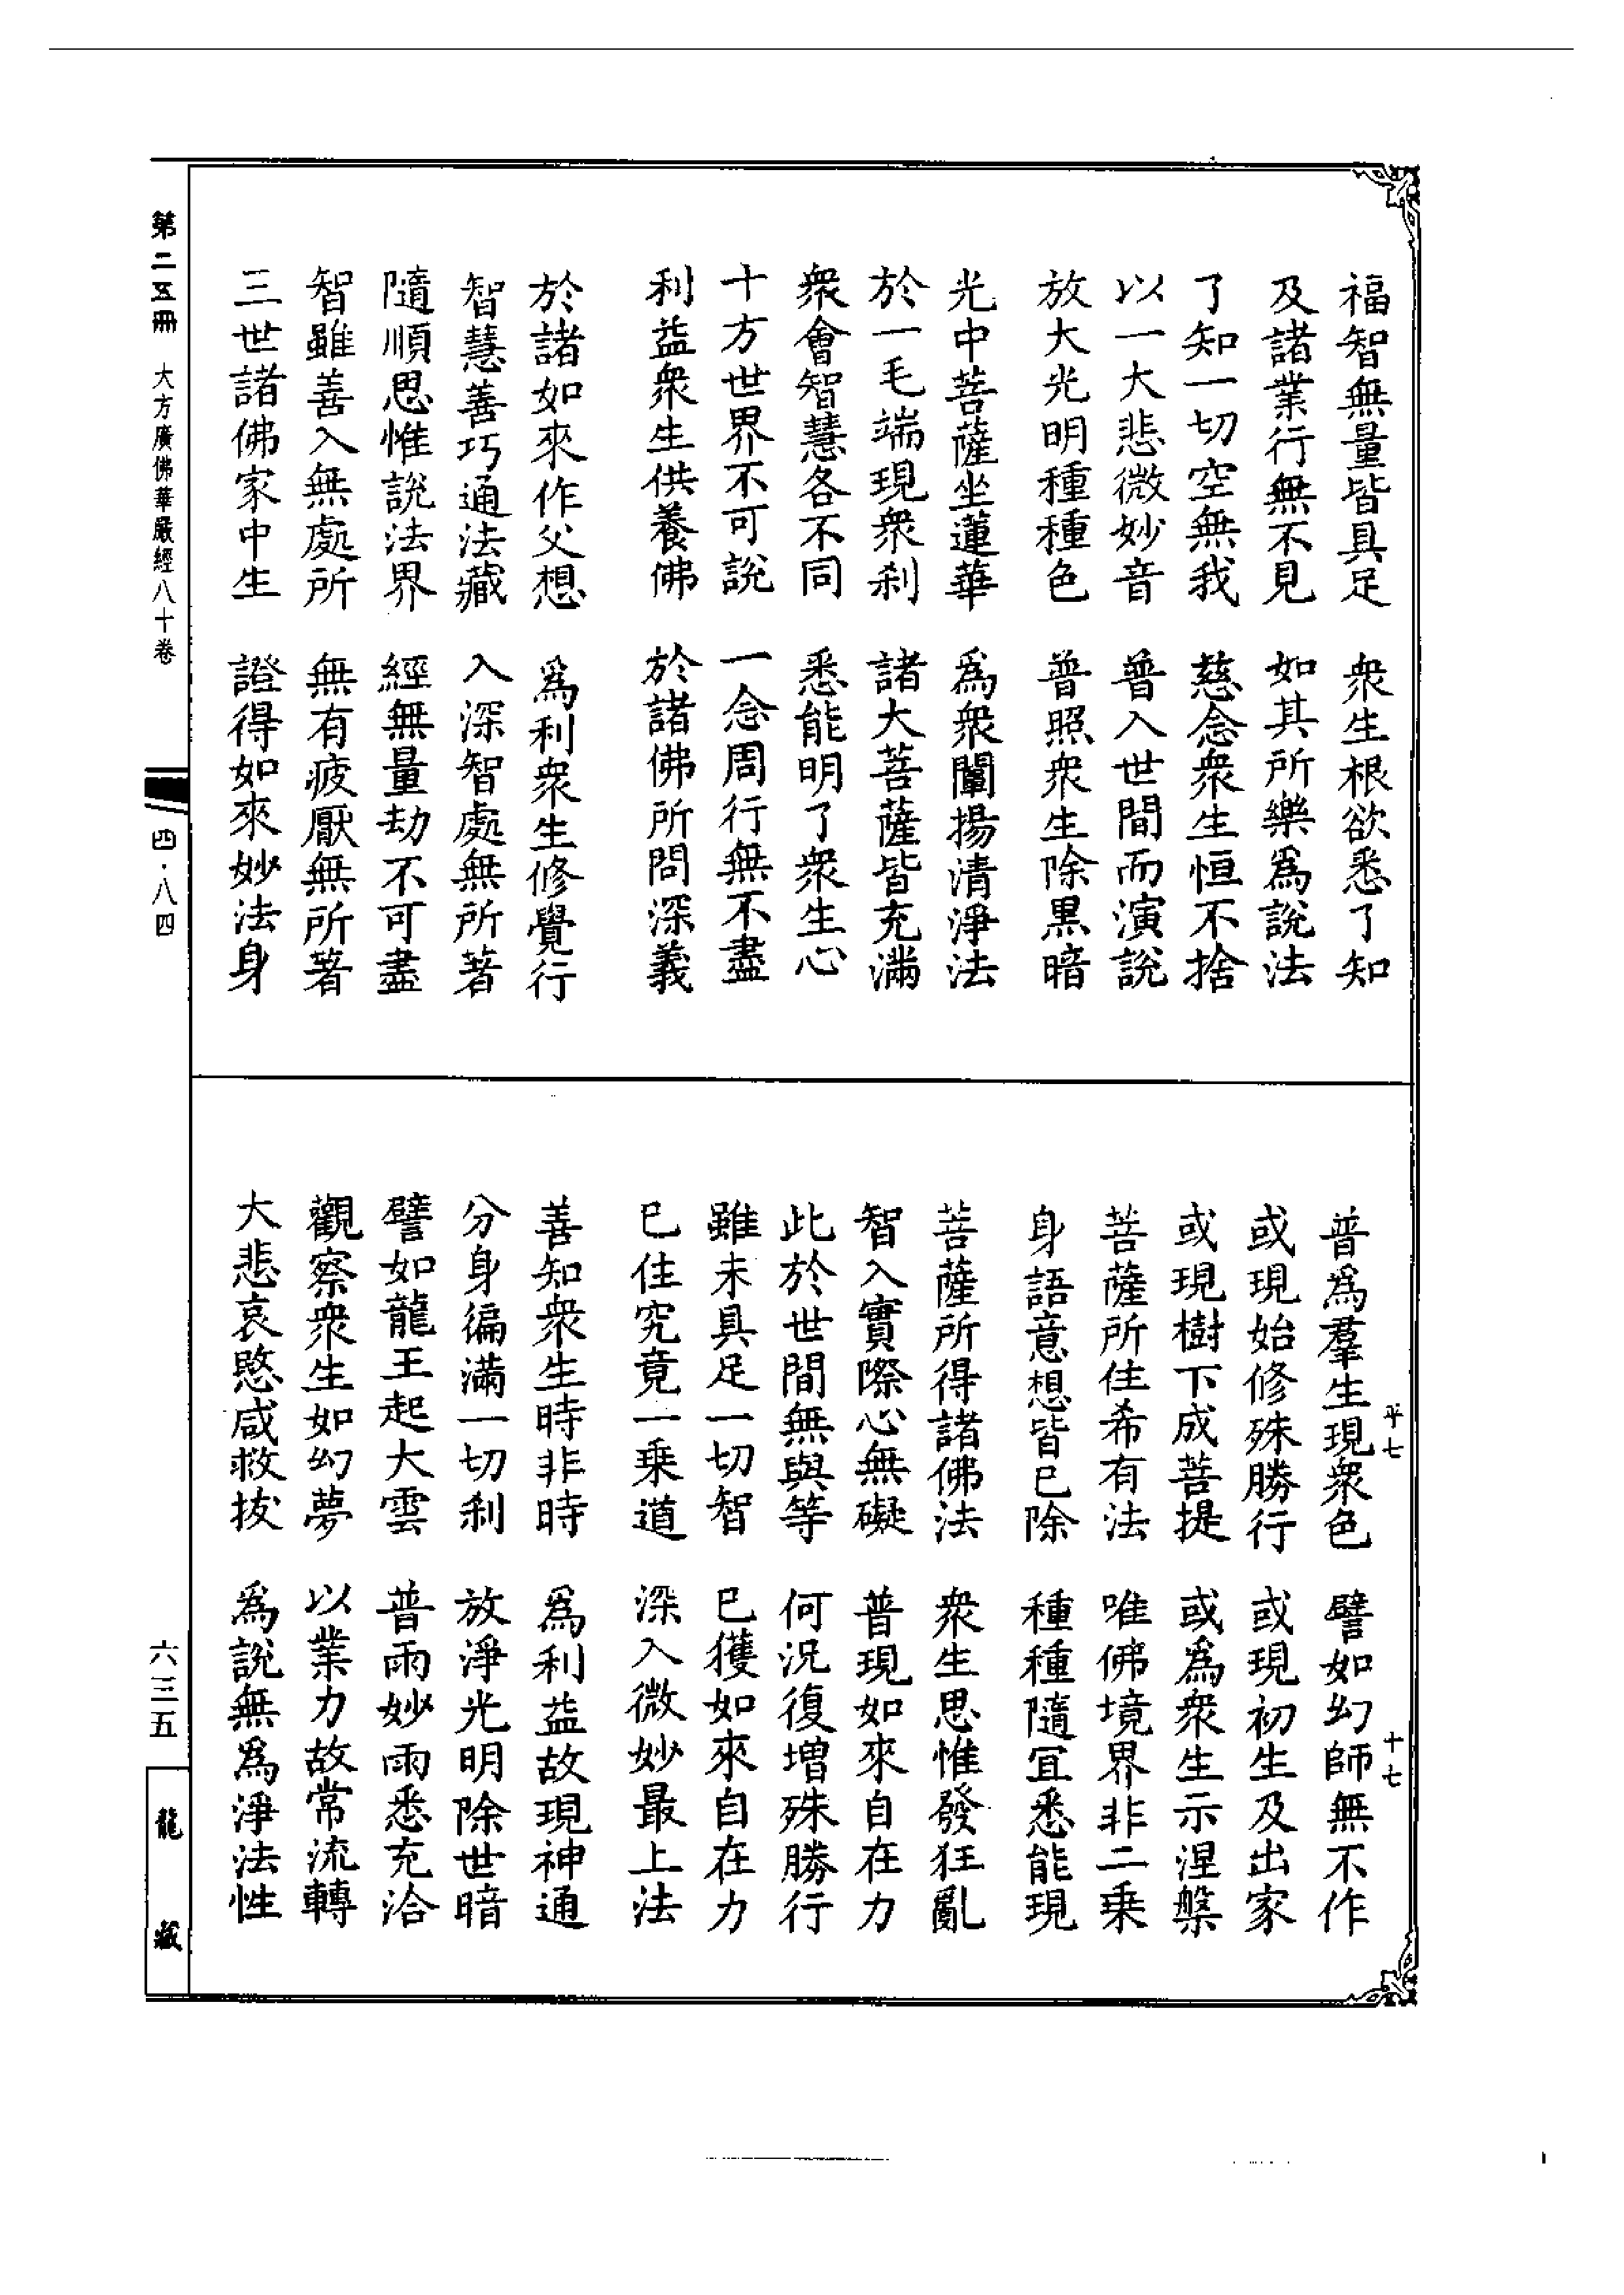 福智無量皆具足　衆生根欲悉了知
及諸業行無不見　如其所樂爲說法
了知一切空無我　慈念衆生恒不捨
以一大悲微妙音　普入世間而演說
放大光明種種色　普照衆生除黑暗
光中菩薩坐蓮華　爲衆闡揚清淨法
於一毛端現衆刹　諸大菩薩皆充滿
衆會智慧各不同　悉能明了衆生心
十方世界不可說　一念周行無不盡
利益衆生供養佛　於諸佛所問深義
於諸如來作父想　爲利衆生修覺行
智慧善巧通法藏　入深智處無所著
隨順思惟說法界　經無量劫不可盡
智雖善入無處所　無有疲厭無所著
三世諸佛家中生　證得如來妙法身
平七　十七
普爲羣生現衆色　譬如幻師無不作
或現始修殊勝行　或現初生及出家
或現樹下成菩提　或爲衆生示涅槃
菩薩所住希有法　唯佛境界非二乗
身語意想皆已除　種種隨宜悉能現
菩薩所得諸佛法　衆生思惟發狂亂
智入實際心無礙　普現如來自在力
此於世間無與等　何況復增殊勝行
雖未具足一切智　已獲如來自在力
已住究竟一乗道　深入微妙最上法
善知衆生時非時　爲利益故現神通
分身徧滿一切刹　放淨光明除世暗
譬如龍王起大雲　普雨妙雨悉充洽
觀察衆生如幻夢　以業力故常流轉
大悲哀愍咸救拔　爲說無爲淨法性
第二五冊　大方廣佛華嚴經八十卷　四·八四　六三五　龍藏